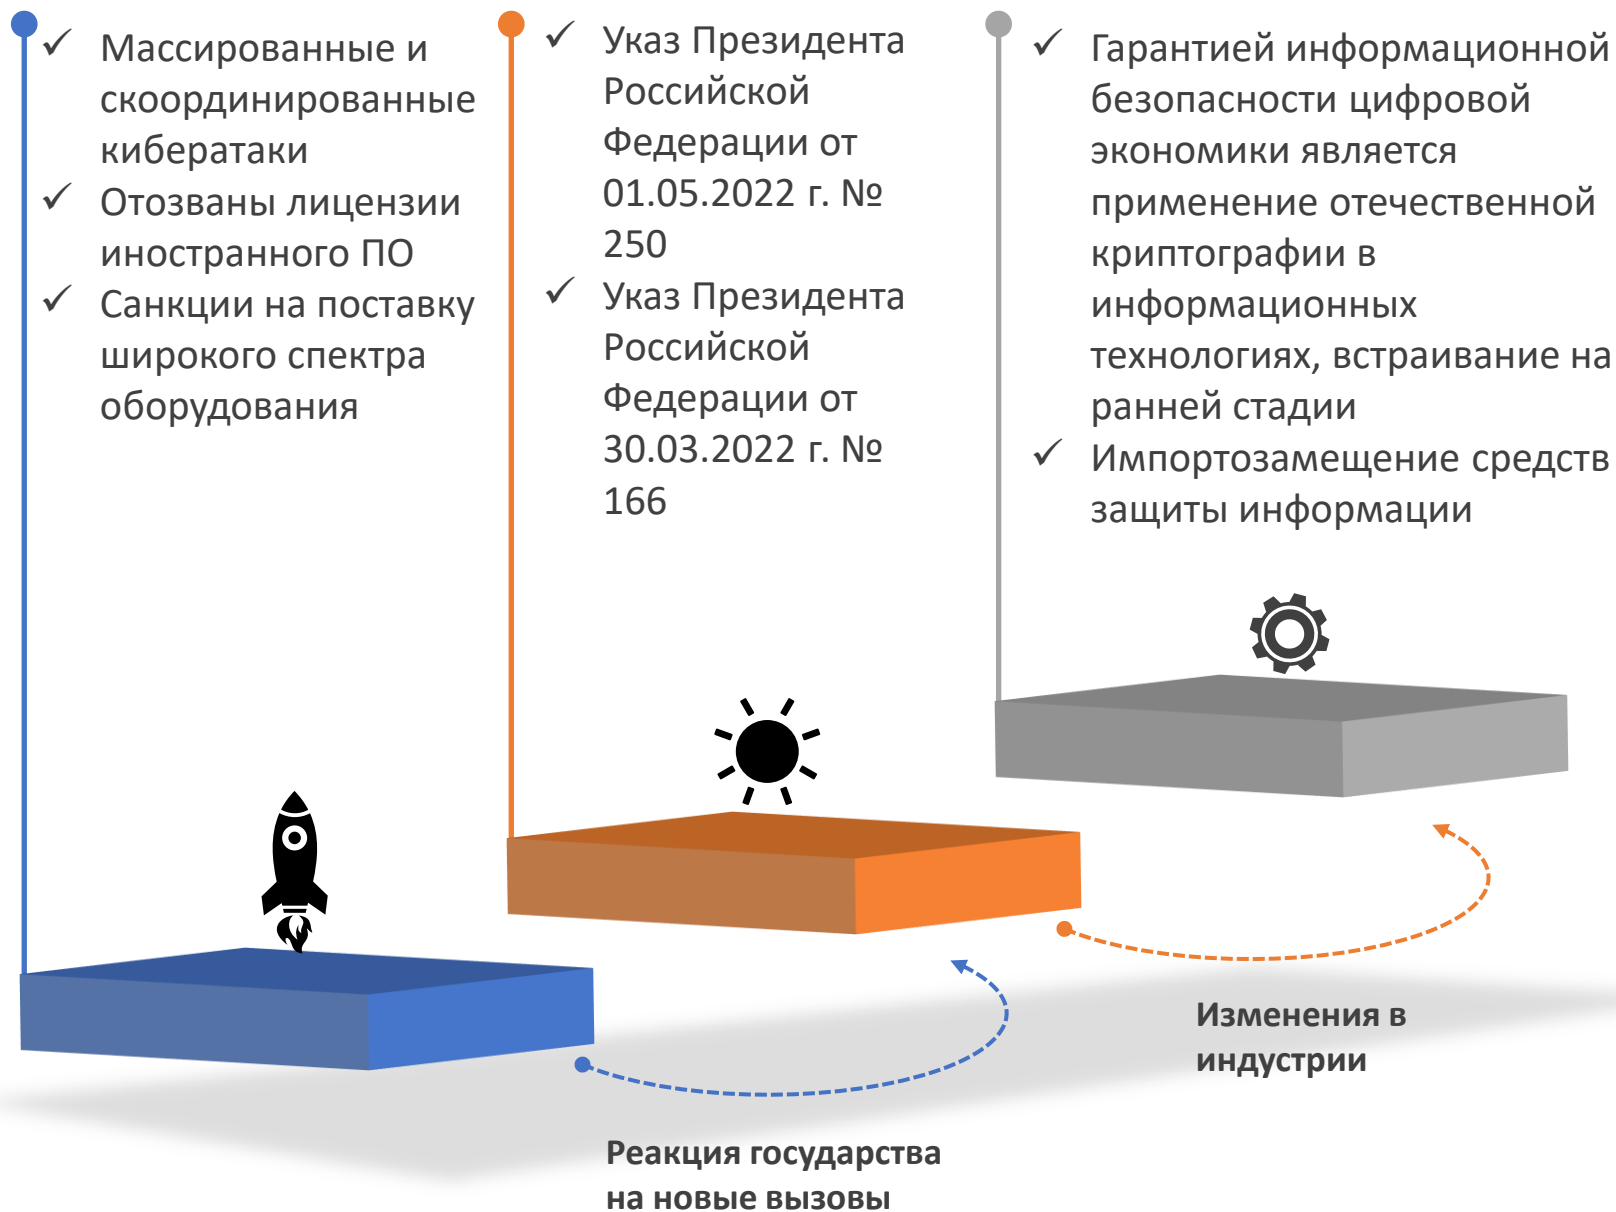 Массированные и
скоординированные
кибератаки
Отозваны лицензии
иностранного ПО
Санкции на поставку
широкого спектра
оборудования
Указ Президента
Российской
Федерации от
01.05.2022 г. №
250
Указ Президента
Российской
Федерации от
30.03.2022 г. №
166
Гарантией информационной
безопасности цифровой
экономики является
применение отечественной
криптографии в
информационных
технологиях, встраивание на
ранней стадии
Импортозамещение средств
защиты информации
Изменения в
индустрии
Реакция государства
на новые вызовы